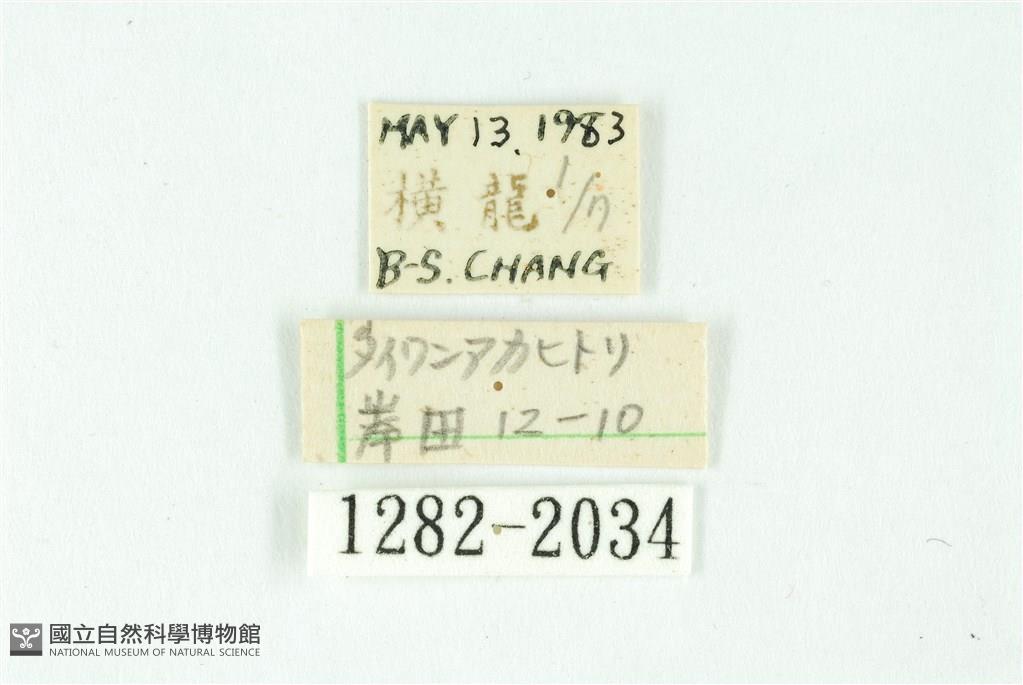 MAY 13. 1983
橫龍 1/7
B-S. CHANG
タイワンアカヒトリ
岸田 12-10
1282-2034
國立自然科學博物館
NATIONAL MUSEUM OF NATURAL SCIENCE